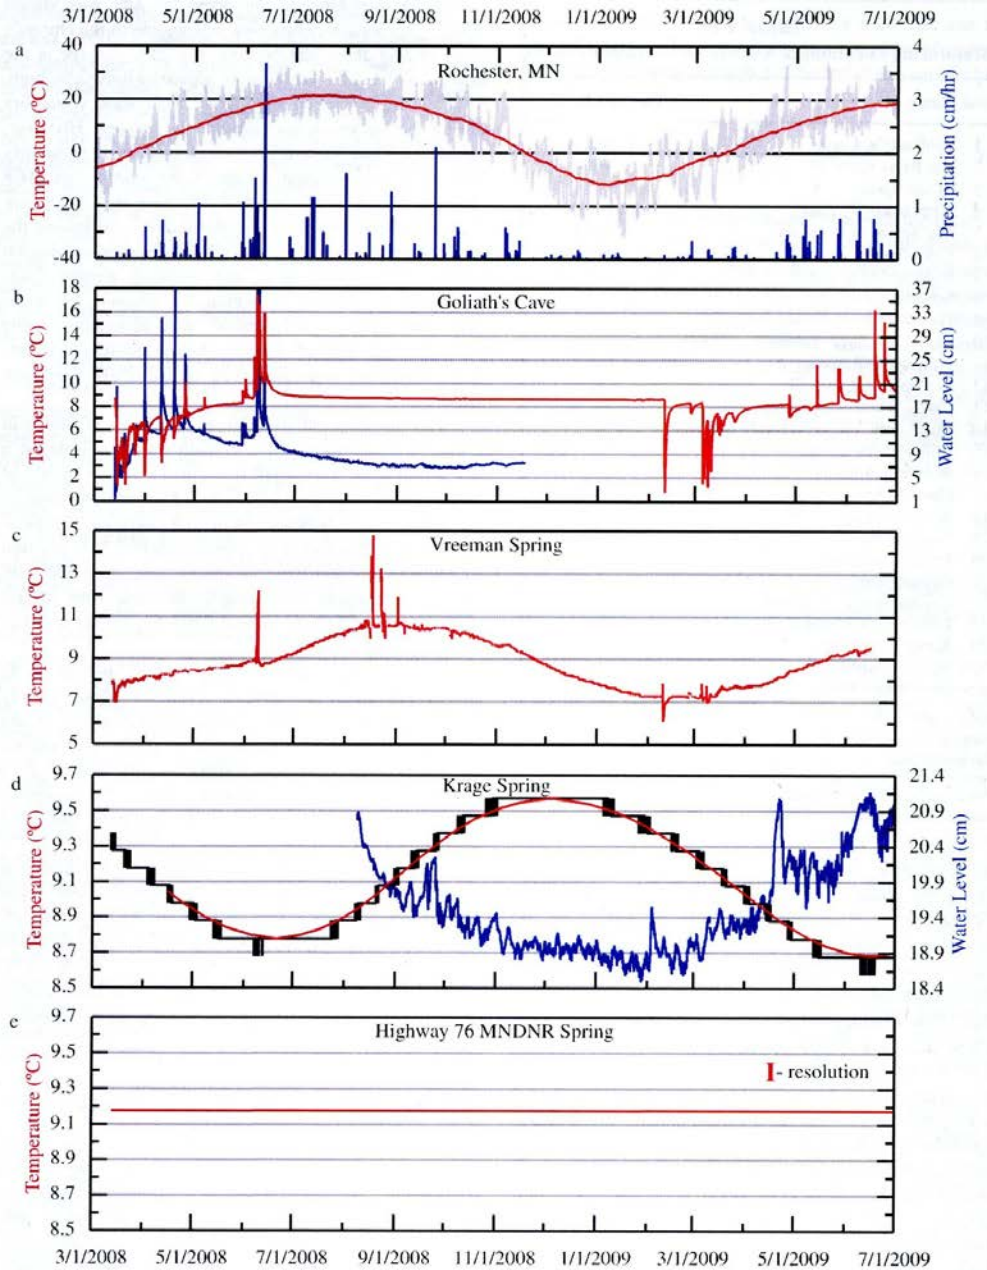 3/1/2008 5/1/2008 7/1/2008 9/1/2008 11/1/2008 1/1/2009 3/1/2009 5/1/2009 7/1/2009
a
Rochester, MN
Temperature (ºC)
40
20
0
-20
-40
Precipitation (cm/hr)
4
3
2
1
0
b
Goliath's Cave
Temperature (ºC)
18
16
14
12
10
8
6
4
2
0
Water Level (cm)
37
33
29
25
21
17
13
9
5
1
c
Vreeman Spring
Temperature (ºC)
15
13
11
9
7
5
d
Krage Spring
Temperature (ºC)
9.7
9.5
9.3
9.1
8.9
8.7
8.5
Water Level (cm)
21.4
20.9
20.4
19.9
19.4
18.9
18.4
e
Highway 76 MNDNR Spring
I - resolution
Temperature (ºC)
9.7
9.5
9.3
9.1
8.9
8.7
8.5
3/1/2008 5/1/2008 7/1/2008 9/1/2008 11/1/2008 1/1/2009 3/1/2009 5/1/2009 7/1/2009